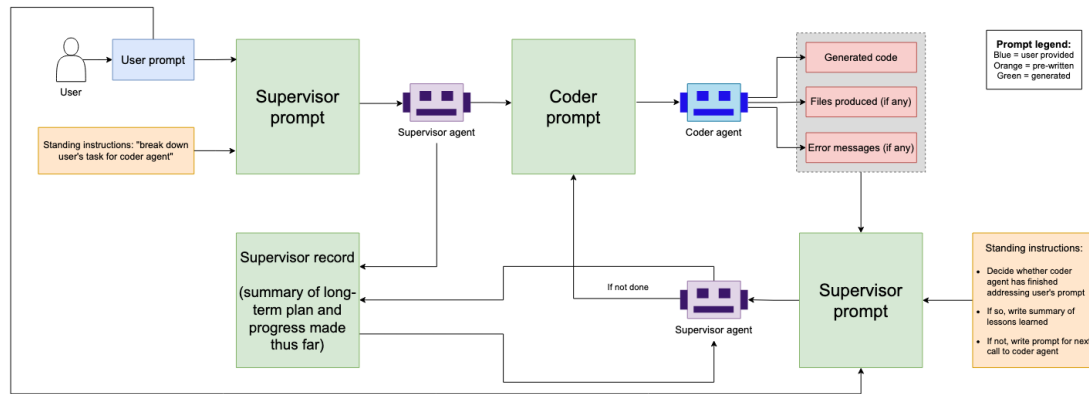 User
User prompt
Standing instructions: "break down
user's task for coder agent"
Supervisor
prompt
Supervisor agent
Coder
prompt
Coder agent
Generated code
Files produced (if any)
Error messages (if any)
Prompt legend:
Blue = user provided
Orange = pre-written
Green = generated
Supervisor record
(summary of long-
term plan and
progress made
thus far)
If not done
Supervisor agent
Supervisor
prompt
Standing instructions:
• Decide whether coder
agent has finished
addressing user's prompt
• If so, write summary of
lessons learned
• If not, write prompt for next
call to coder agent